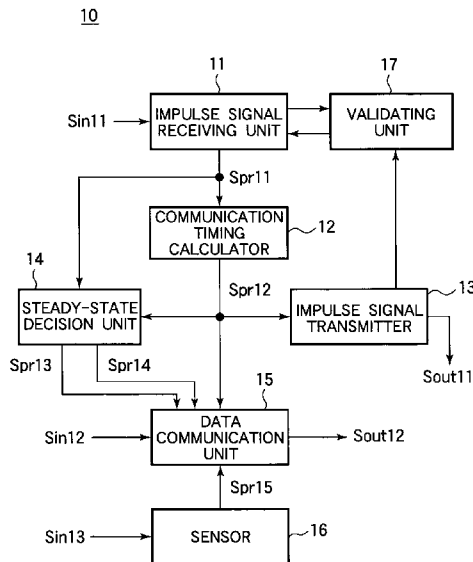 10
11
17
Sin11
IMPULSE SIGNAL
RECEIVING UNIT
VALIDATING
UNIT
Spr11
COMMUNICATION
TIMING
CALCULATOR
12
14
Spr12
13
STEADY-STATE
DECISION UNIT
IMPULSE SIGNAL
TRANSMITTER
Spr13
Spr14
Sout11
15
Sin12
DATA
COMMUNICATION
UNIT
Sout12
Spr15
Sin13
SENSOR
16